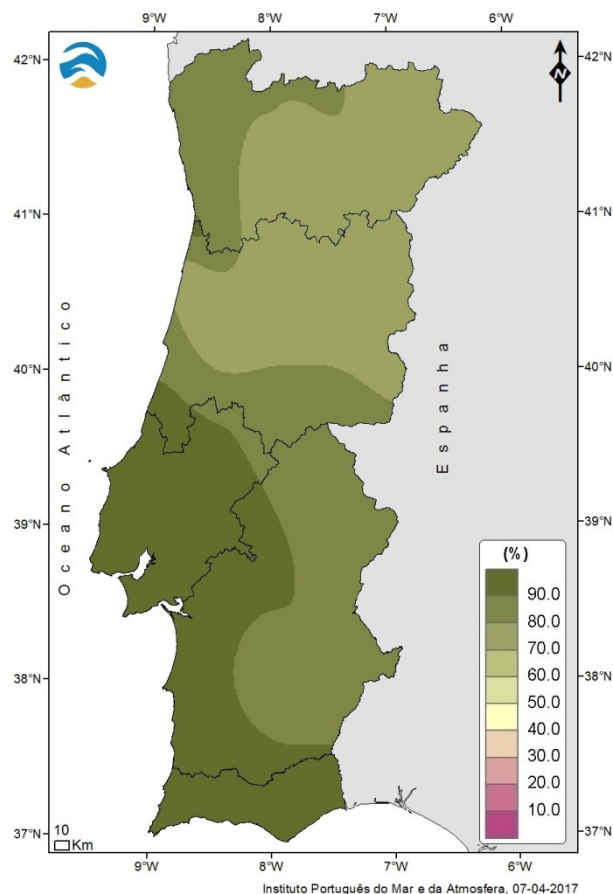 9°W 8°W 7°W 6°W
42°N 42°N
N
41°N 41°N
40°N 40°N
Oceano Atlântico
Espanha
39°N 39°N
(%)
90.0
80.0
70.0
60.0
50.0
40.0
30.0
20.0
10.0
38°N 38°N
37°N 37°N
10
Km
9°W 8°W 7°W 6°W
Instituto Português do Mar e da Atmosfera, 07-04-2017